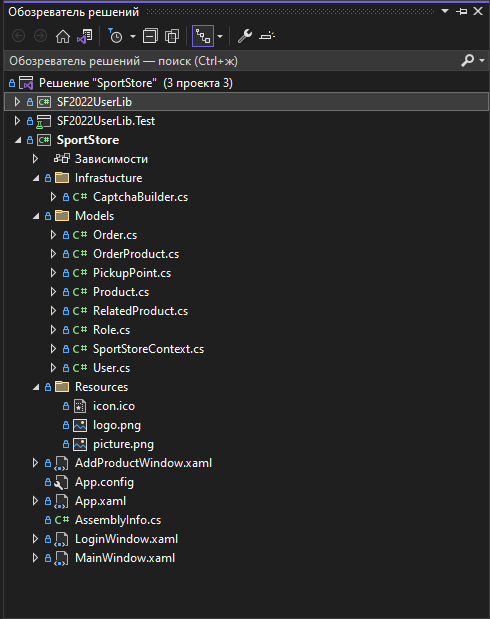 Обозреватель решений
Обозреватель решений — поиск (Ctrl+ж)
Решение "SportStore" (3 проекта 3)
C# SF2022UserLib
SF2022UserLib.Test
C# SportStore
Зависимости
Infrastucture
C# CaptchaBuilder.cs
Models
C# Order.cs
C# OrderProduct.cs
C# PickupPoint.cs
C# Product.cs
C# RelatedProduct.cs
C# Role.cs
C# SportStoreContext.cs
C# User.cs
Resources
icon.ico
logo.png
picture.png
AddProductWindow.xaml
App.config
App.xaml
C# AssemblyInfo.cs
LoginWindow.xaml
MainWindow.xaml